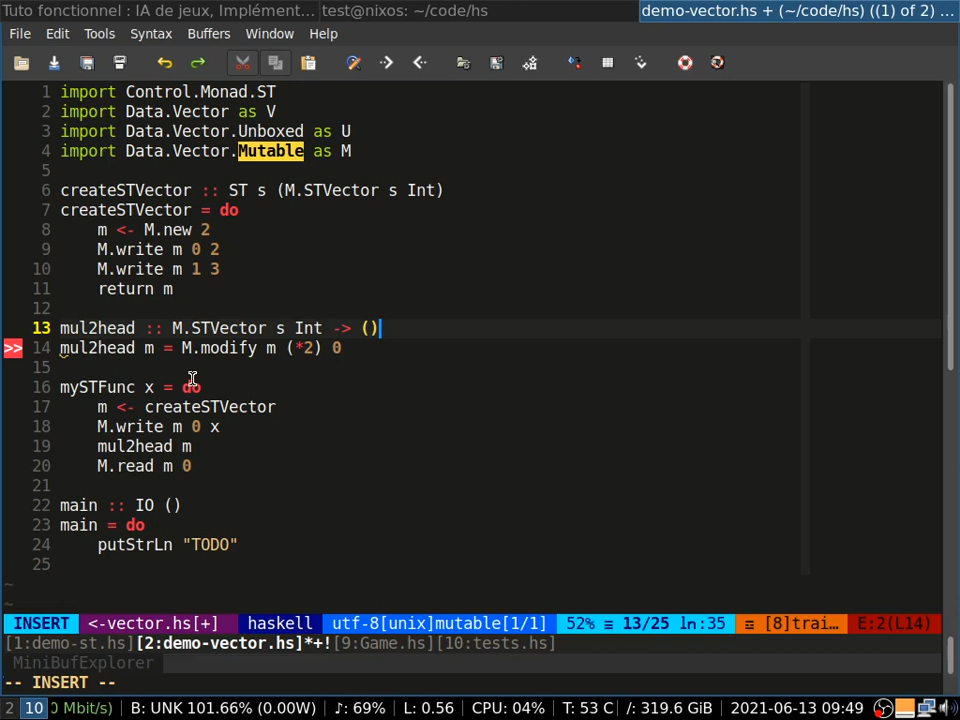 Tuto fonctionnel : IA de jeux, Implément... test@nixos: ~/code/hs demo-vector.hs + (~/code/hs) ((1) of 2) ...
File Edit Tools Syntax Buffers Window Help
1 import Control.Monad.ST
2 import Data.Vector as V
3 import Data.Vector.Unboxed as U
4 import Data.Vector.Mutable as M
5
6 createSTVector :: ST s (M.STVector s Int)
7 createSTVector = do
8 m <- M.new 2
9 M.write m 0 2
10 M.write m 1 3
11 return m
12
13 mul2head :: M.STVector s Int -> ()
>> 14 mul2head m = M.modify m (*2) 0
15
16 mySTFunc x = do
17 m <- createSTVector
18 M.write m 0 x
19 mul2head m
20 M.read m 0
21
22 main :: IO ()
23 main = do
24 putStrLn "TODO"
25
~
~
INSERT <-vector.hs[+] haskell utf-8[unix]mutable[1/1] 52% ≡ 13/25 ln:35 ☲ [8]trai… E:2(L14)
[1:demo-st.hs][2:demo-vector.hs]*+![9:Game.hs][10:tests.hs]
MiniBufExplorer
-- INSERT --
2 10 0 Mbit/s) B: UNK 101.66% (0.00W) ♪: 69% L: 0.56 CPU: 04% T: 53 C /: 319.6 GiB 2021-06-13 09:49